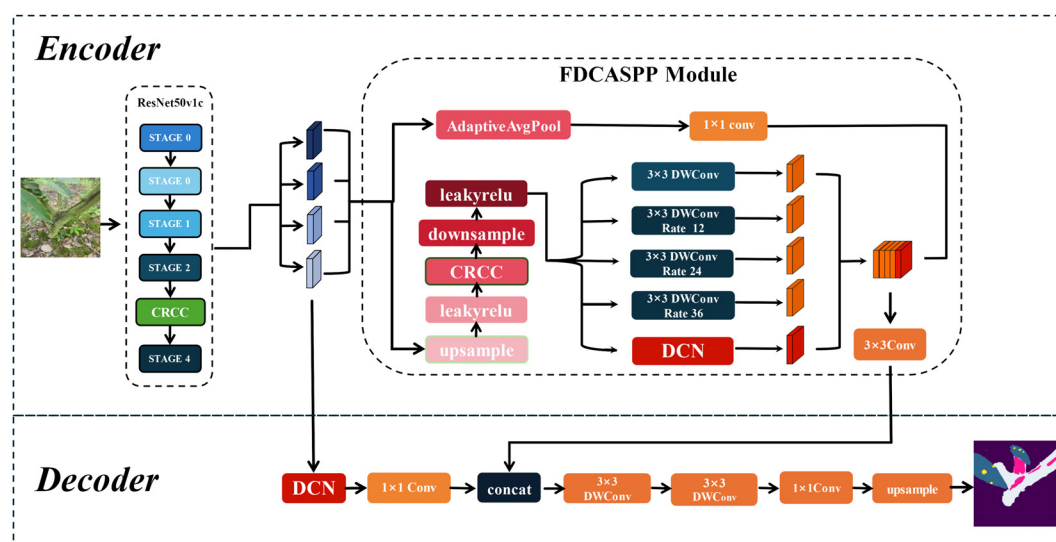 Encoder
FDCASPP Module
ResNet50v1c
STAGE 0
STAGE 0
STAGE 1
STAGE 2
CRCC
STAGE 4
AdaptiveAvgPool
1×1 conv
leakyrelu
downsample
CRCC
leakyrelu
upsample
3×3 DWConv
3×3 DWConv
Rate 12
3×3 DWConv
Rate 24
3×3 DWConv
Rate 36
DCN
3×3Conv
Decoder
DCN
1×1 Conv
concat
3×3
DWConv
3×3
DWConv
1×1Conv
upsample